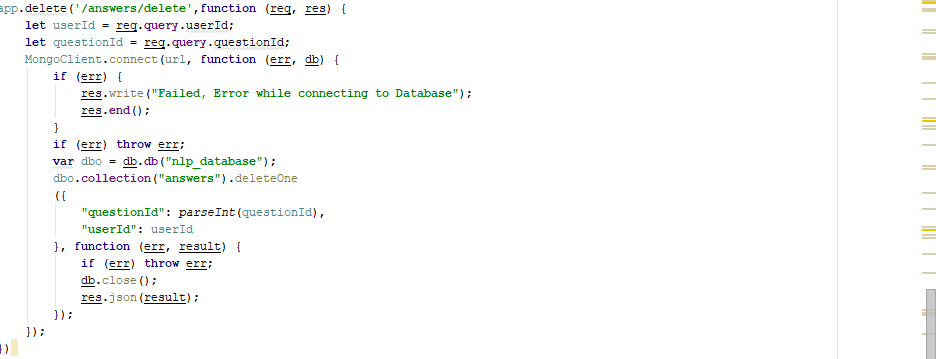 app.delete('/answers/delete',function (req, res) {
    let userId = req.query.userId;
    let questionId = req.query.questionId;
    MongoClient.connect(url, function (err, db) {
        if (err) {
            res.write("Failed, Error while connecting to Database");
            res.end();
        }
        if (err) throw err;
        var dbo = db.db("nlp_database");
        dbo.collection("answers").deleteOne
        ({
            "questionId": parseInt(questionId),
            "userId": userId
        }, function (err, result) {
            if (err) throw err;
            db.close();
            res.json(result);
        });
    });
})